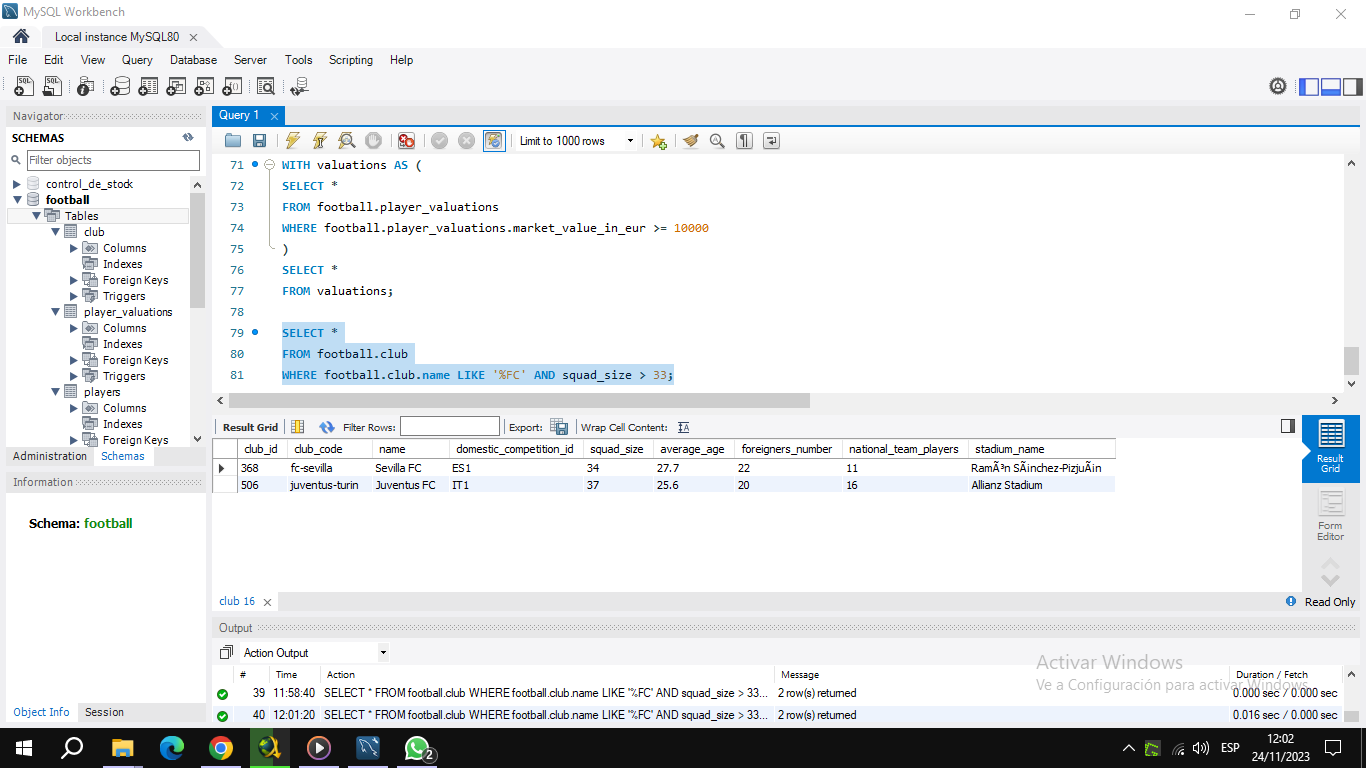 MySQL Workbench
Local instance MySQL80
File Edit View Query Database Server Tools Scripting Help
Navigator
SCHEMAS
Filter objects
control_de_stock
football
Tables
club
Columns
Indexes
Foreign Keys
Triggers
player_valuations
Columns
Indexes
Foreign Keys
Triggers
players
Columns
Indexes
Foreign Keys
Administration Schemas
Information
Schema: football
Object Info Session
Query 1
Limit to 1000 rows
71 WITH valuations AS (
72 SELECT *
73 FROM football.player_valuations
74 WHERE football.player_valuations.market_value_in_eur >= 10000
75 )
76 SELECT *
77 FROM valuations;
78
79 SELECT *
80 FROM football.club
81 WHERE football.club.name LIKE '%FC' AND squad_size > 33;
Result Grid Filter Rows: Export: Wrap Cell Content:
club_id club_code name domestic_competition_id squad_size average_age foreigners_number national_team_players stadium_name
368 fc-sevilla Sevilla FC ES1 34 27.7 22 11 RamÃ³n SÃinchez-PizjuÃin
506 juventus-turin Juventus FC IT1 37 25.6 20 16 Allianz Stadium
Result
Grid
Form
Editor
club 16
Read Only
Output
Action Output
# Time Action Message Duration / Fetch
39 11:58:40 SELECT * FROM football.club WHERE football.club.name LIKE '%FC' AND squad_size > 33... 2 row(s) returned 0.000 sec / 0.000 sec
40 12:01:20 SELECT * FROM football.club WHERE football.club.name LIKE '%FC' AND squad_size > 33... 2 row(s) returned 0.016 sec / 0.000 sec
Activar Windows
Ve a Configuración para activar Windows.
2
ESP
12:02
24/11/2023